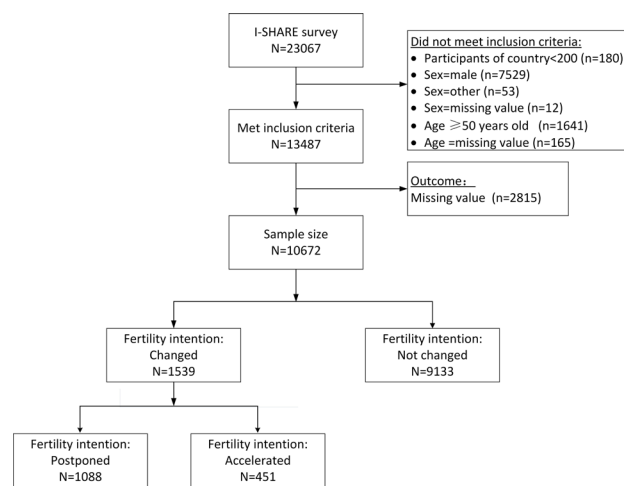 I-SHARE survey
N=23067
Did not meet inclusion criteria:
● Participants of country<200 (n=180)
● Sex=male (n=7529)
● Sex=other (n=53)
● Sex=missing value (n=12)
● Age ≥50 years old (n=1641)
● Age =missing value (n=165)
Met inclusion criteria
N=13487
Outcome：
Missing value (n=2815)
Sample size
N=10672
Fertility intention:
Changed
N=1539
Fertility intention:
Not changed
N=9133
Fertility intention:
Postponed
N=1088
Fertility intention:
Accelerated
N=451